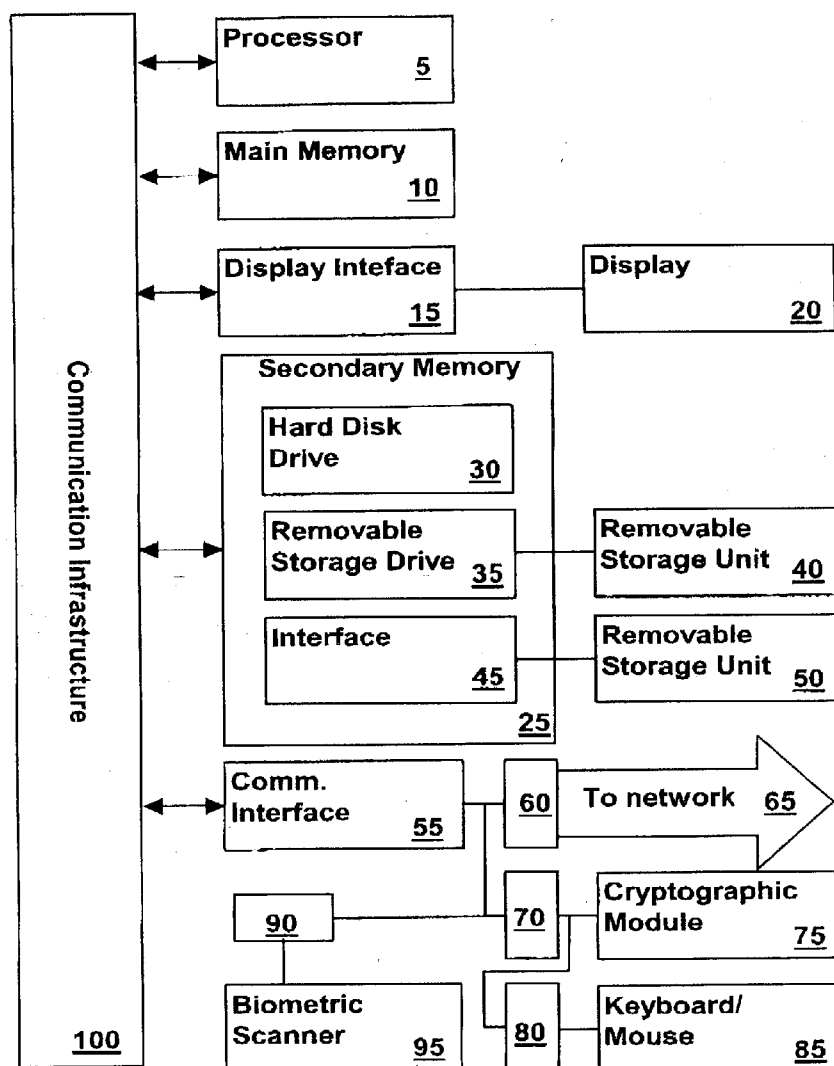 Processor
5
Main Memory
10
Display Inteface
15
Display
20
Communication Infrastructure
100
Secondary Memory
Hard Disk
Drive
30
Removable
Storage Drive
35
Removable
Storage Unit
40
Interface
45
Removable
Storage Unit
50
25
Comm.
Interface
55
60
To network
65
90
70
Cryptographic
Module
75
Biometric
Scanner
95
80
Keyboard/
Mouse
85